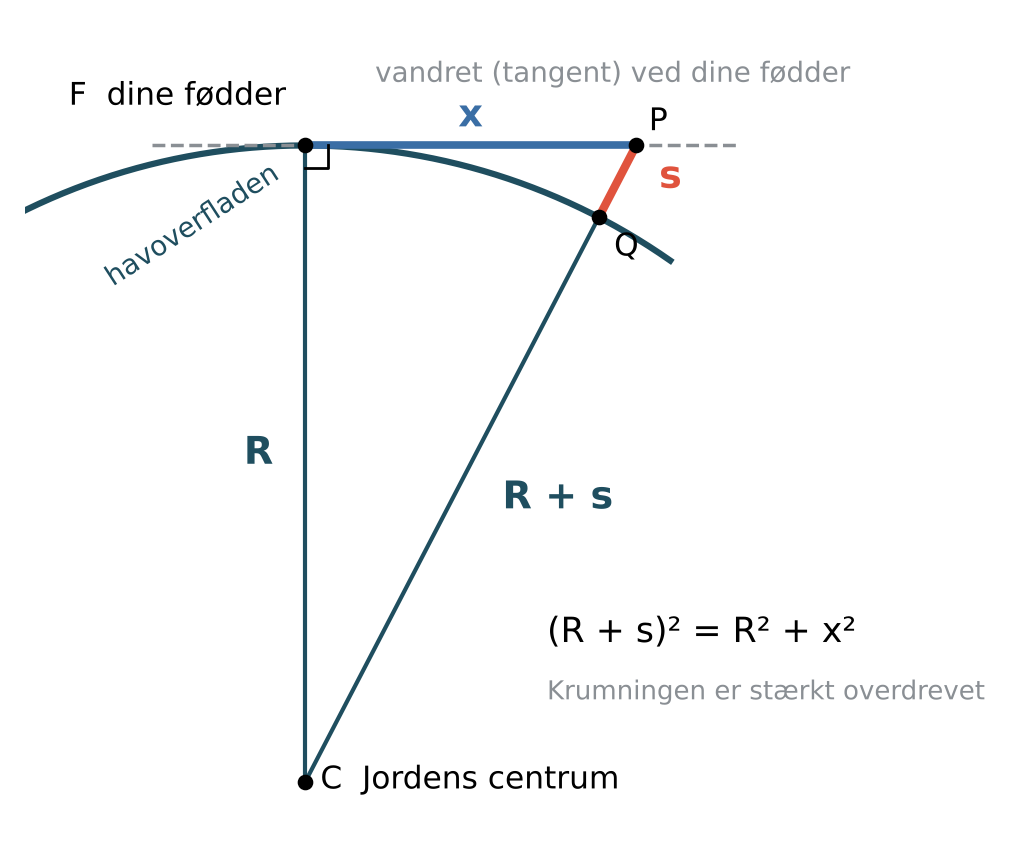 vandret (tangent) ved dine fødder
F dine fødder
x
P
s
havoverfladen
Q
R
R + s
(R + s)² = R² + x²
Krumningen er stærkt overdrevet
C Jordens centrum